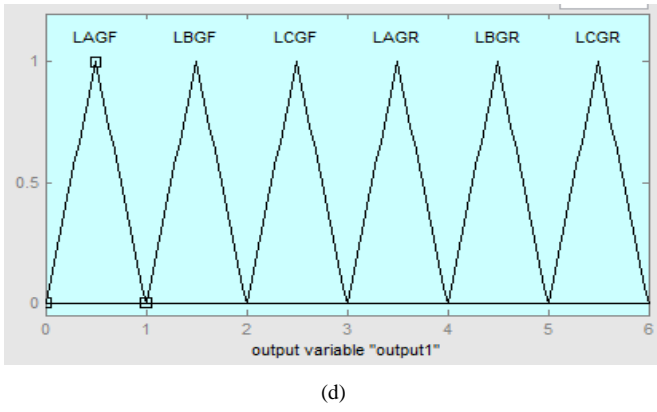 LAGF LBGF LCGF LAGR LBGR LCGR
1
0.5
0
0 1 2 3 4 5 6
output variable "output1"
(d)